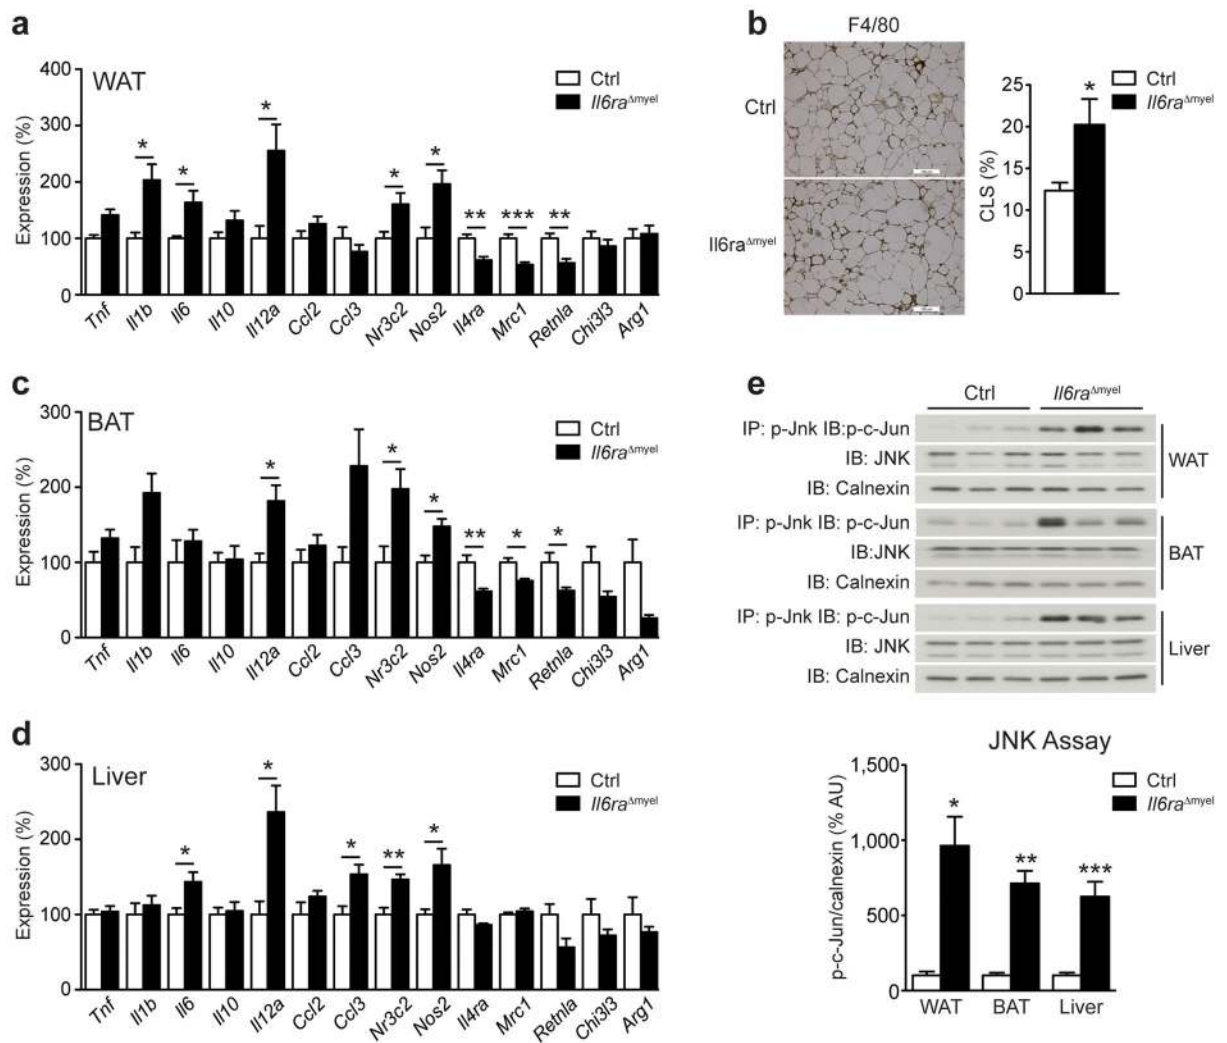 a
WAT
Ctrl
Il6raΔmyel
Expression (%)
400
300
200
100
0
*
*
*
*
*
**
***
**
Tnf
Il1b
Il6
Il10
Il12a
Ccl2
Ccl3
Nr3c2
Nos2
Il4ra
Mrc1
Retnla
Chi3l3
Arg1
b
F4/80
Ctrl
Il6raΔmyel
Ctrl
Il6raΔmyel
CLS (%)
25
20
15
10
5
0
*
c
BAT
Ctrl
Il6raΔmyel
Expression (%)
300
200
100
0
*
*
*
**
*
*
Tnf
Il1b
Il6
Il10
Il12a
Ccl2
Ccl3
Nr3c2
Nos2
Il4ra
Mrc1
Retnla
Chi3l3
Arg1
d
Liver
Ctrl
Il6raΔmyel
Expression (%)
300
200
100
0
*
*
*
**
*
Tnf
Il1b
Il6
Il10
Il12a
Ccl2
Ccl3
Nr3c2
Nos2
Il4ra
Mrc1
Retnla
Chi3l3
Arg1
e
Ctrl
Il6raΔmyel
IP: p-Jnk IB:p-c-Jun
IB: JNK
IB: Calnexin
WAT
IP: p-Jnk IB: p-c-Jun
IB:JNK
IB: Calnexin
BAT
IP: p-Jnk IB: p-c-Jun
IB: JNK
IB: Calnexin
Liver
JNK Assay
Ctrl
Il6raΔmyel
p-c-Jun/calnexin (% AU)
1,500
1,000
500
0
*
**
***
WAT
BAT
Liver